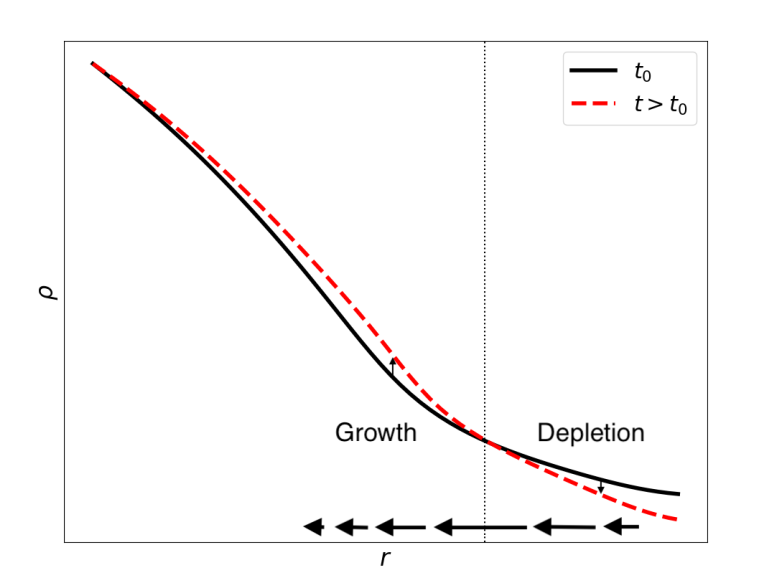 t₀
t > t₀
ρ
Growth
Depletion
r